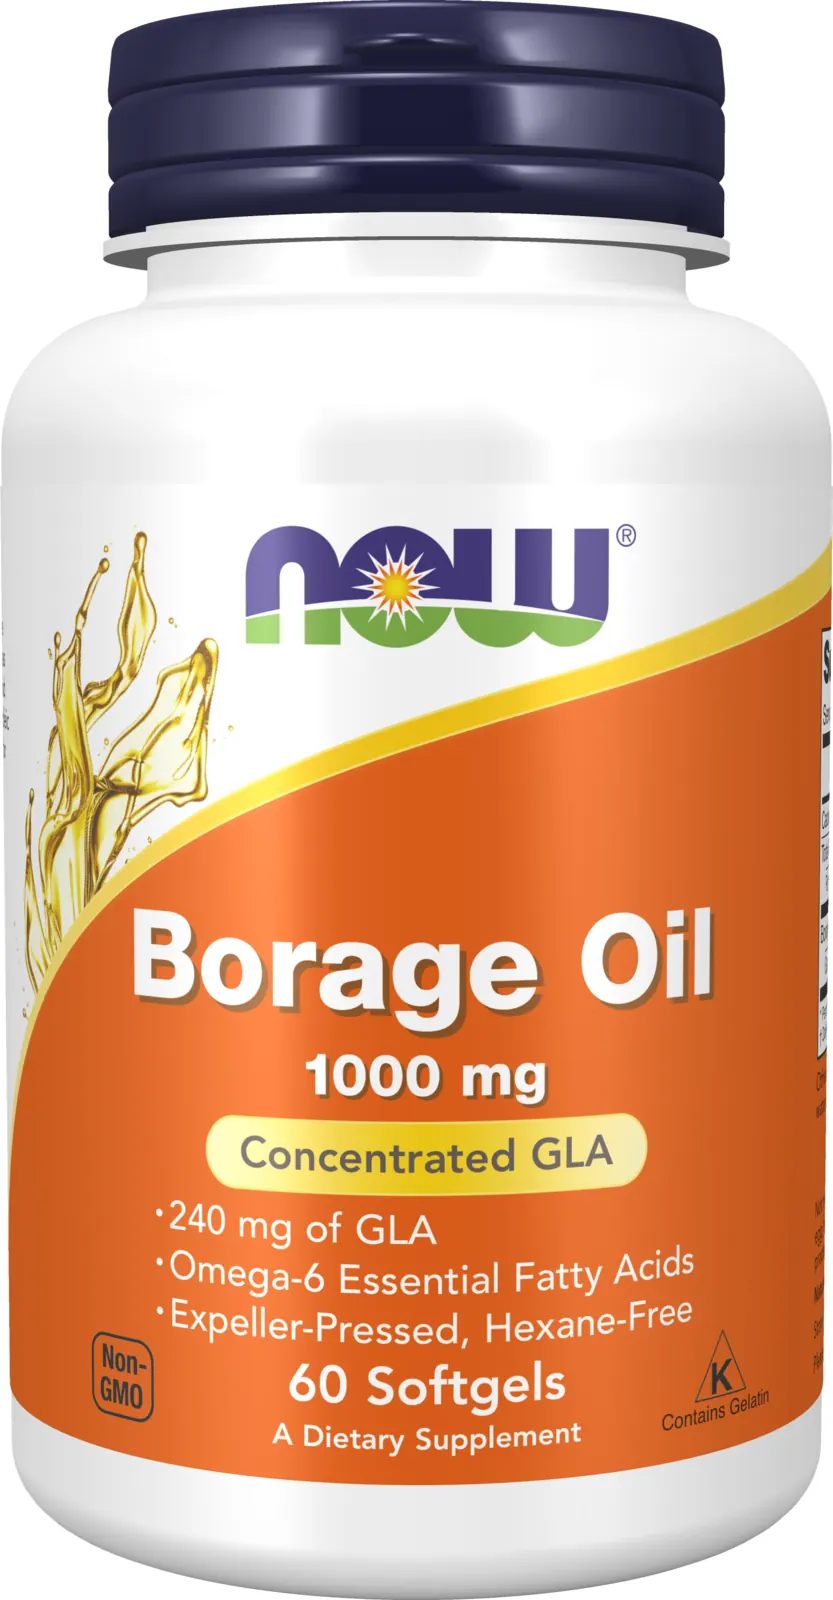 now®
Borage Oil
1000 mg
Concentrated GLA
• 240 mg of GLA
• Omega-6 Essential Fatty Acids
• Expeller-Pressed, Hexane-Free
60 Softgels
A Dietary Supplement
Non-
GMO
K
Contains Gelatin